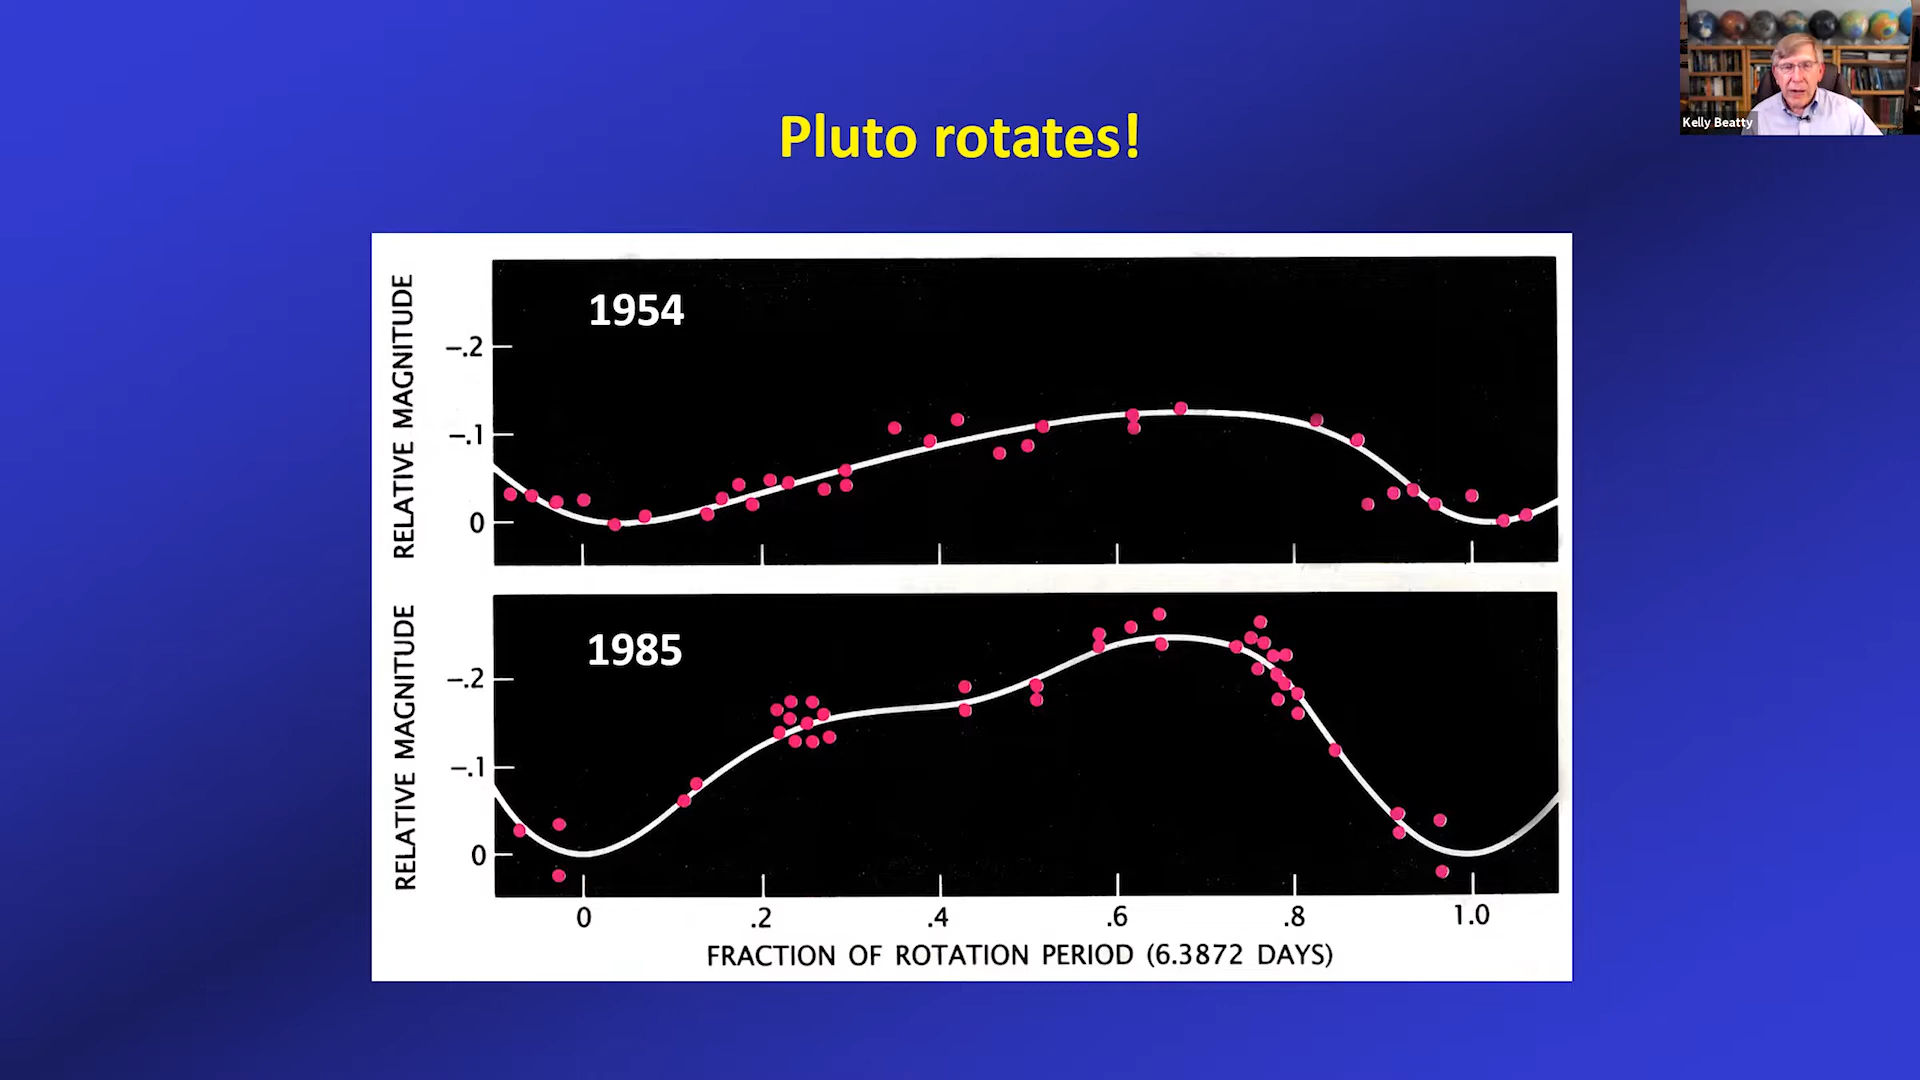 Kelly Beatty
Pluto rotates!
RELATIVE MAGNITUDE
1954
–.2
–.1
0
RELATIVE MAGNITUDE
1985
–.2
–.1
0
0 .2 .4 .6 .8 1.0
FRACTION OF ROTATION PERIOD (6.3872 DAYS)